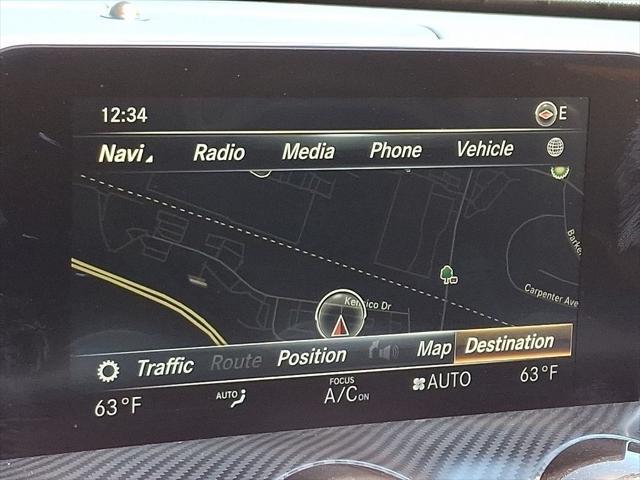 12:34 E
Navi Radio Media Phone Vehicle
Kensico Dr
Carpenter Ave
Traffic Route Position Map Destination
63°F AUTO FOCUS A/C ON AUTO 63°F